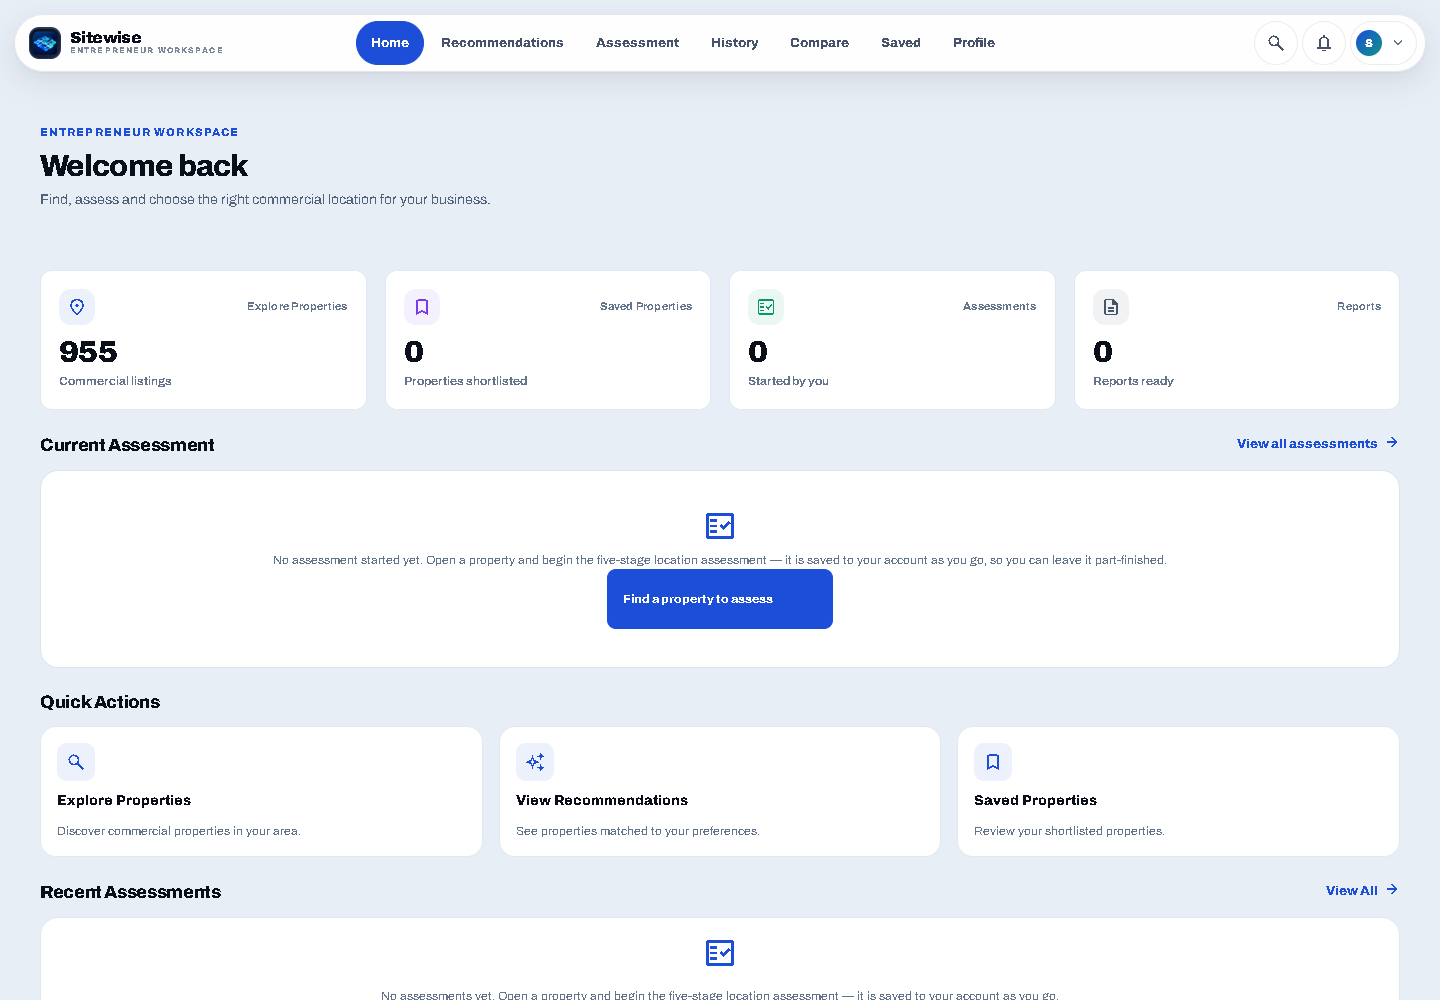 Sitewise
ENTREPRENEUR WORKSPACE
Home
Recommendations
Assessment
History
Compare
Saved
Profile
8
ENTREPRENEUR WORKSPACE
Welcome back
Find, assess and choose the right commercial location for your business.
Explore Properties
955
Commercial listings
Saved Properties
0
Properties shortlisted
Assessments
0
Started by you
Reports
0
Reports ready
Current Assessment
View all assessments
No assessment started yet. Open a property and begin the five-stage location assessment — it is saved to your account as you go, so you can leave it part-finished.
Find a property to assess
Quick Actions
Explore Properties
Discover commercial properties in your area.
View Recommendations
See properties matched to your preferences.
Saved Properties
Review your shortlisted properties.
Recent Assessments
View All
No assessments yet. Open a property and begin the five-stage location assessment — it is saved to your account as you go.